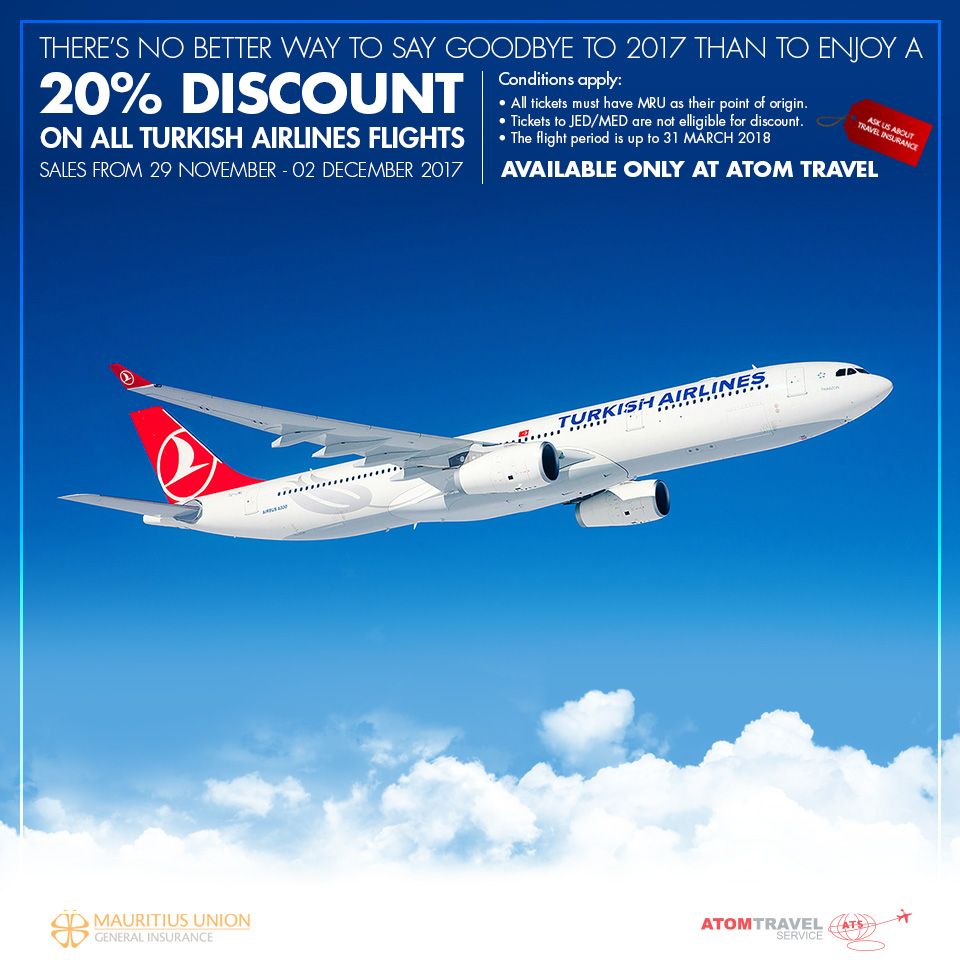 THERE'S NO BETTER WAY TO SAY GOODBYE TO 2017 THAN TO ENJOY A
20% DISCOUNT
ON ALL TURKISH AIRLINES FLIGHTS
SALES FROM 29 NOVEMBER - 02 DECEMBER 2017
Conditions apply:
• All tickets must have MRU as their point of origin.
• Tickets to JED/MED are not elligible for discount.
• The flight period is up to 31 MARCH 2018
AVAILABLE ONLY AT ATOM TRAVEL
ASK US ABOUT
TRAVEL INSURANCE
TURKISH AIRLINES
AIRBUS A330
MAURITIUS UNION
GENERAL INSURANCE
ATOMTRAVEL
SERVICE
ATS